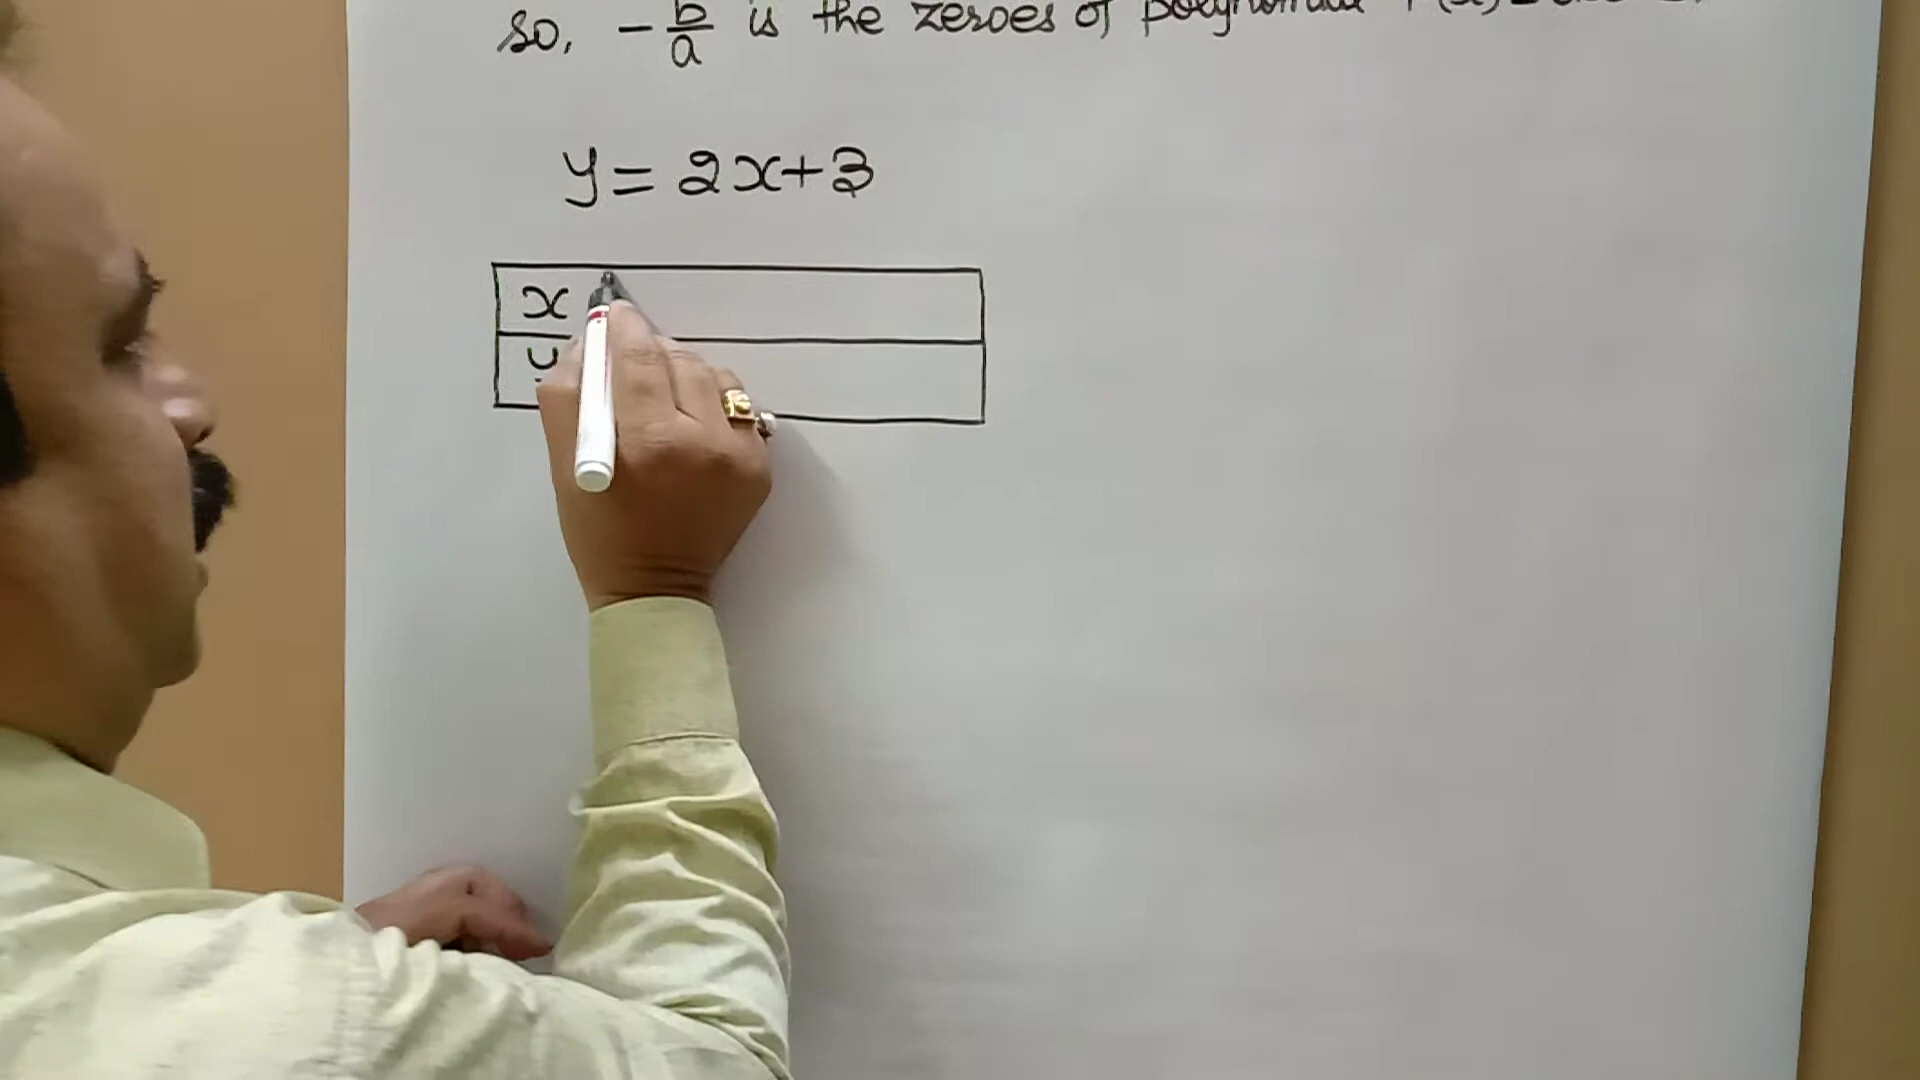 so, -b/a is the zeroes of polynomial
y = 2x+3
x
y